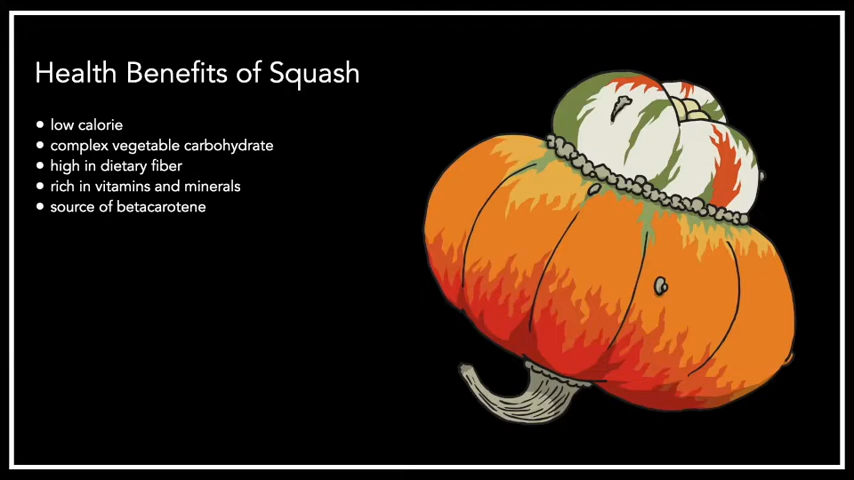 Health Benefits of Squash
• low calorie
• complex vegetable carbohydrate
• high in dietary fiber
• rich in vitamins and minerals
• source of betacarotene